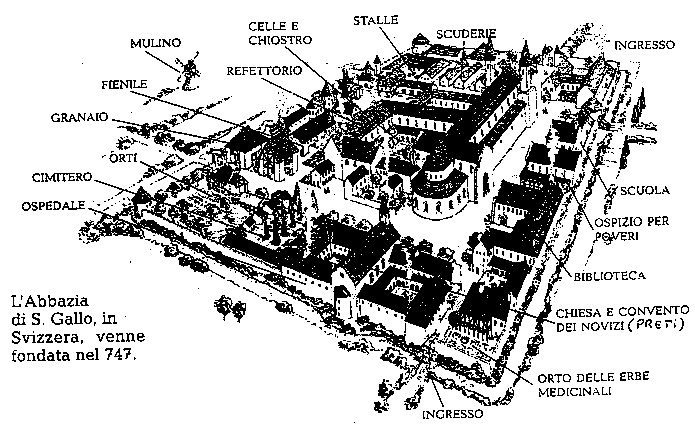 CELLE E
CHIOSTRO
STALLE
SCUDERIE
INGRESSO
MULINO
REFETTORIO
FIENILE
GRANAIO
ORTI
CIMITERO
OSPEDALE
SCUOLA
OSPIZIO PER
POVERI
BIBLIOTECA
L'Abbazia
di S. Gallo, in
Svizzera, venne
fondata nel 747.
CHIESA E CONVENTO
DEI NOVIZI (PRETI)
ORTO DELLE ERBE
MEDICINALI
INGRESSO